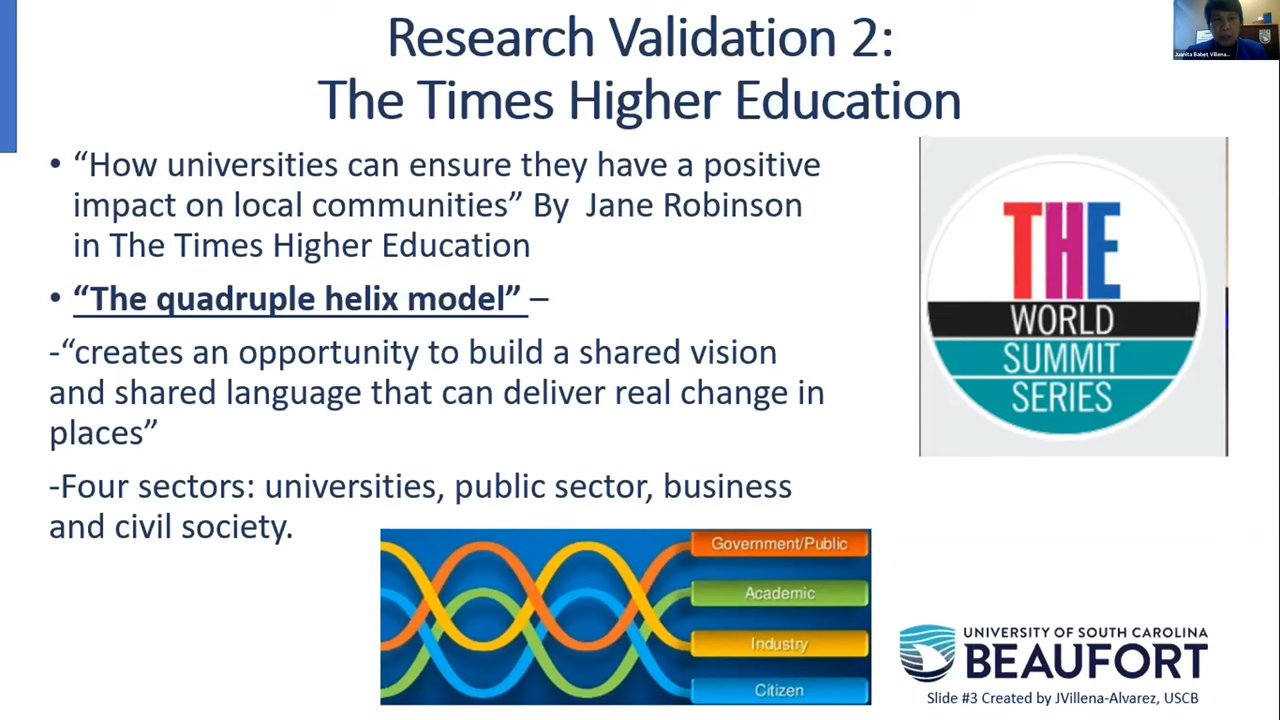 Research Validation 2:
The Times Higher Education
• “How universities can ensure they have a positive
impact on local communities” By Jane Robinson
in The Times Higher Education
• “The quadruple helix model” –
-“creates an opportunity to build a shared vision
and shared language that can deliver real change in
places”
-Four sectors: universities, public sector, business
and civil society.
THE
WORLD
SUMMIT
SERIES
Government/Public
Academic
Industry
Citizen
UNIVERSITY OF SOUTH CAROLINA
BEAUFORT
Slide #3 Created by JVillena-Alvarez, USCB
Juanita Babet Villena...